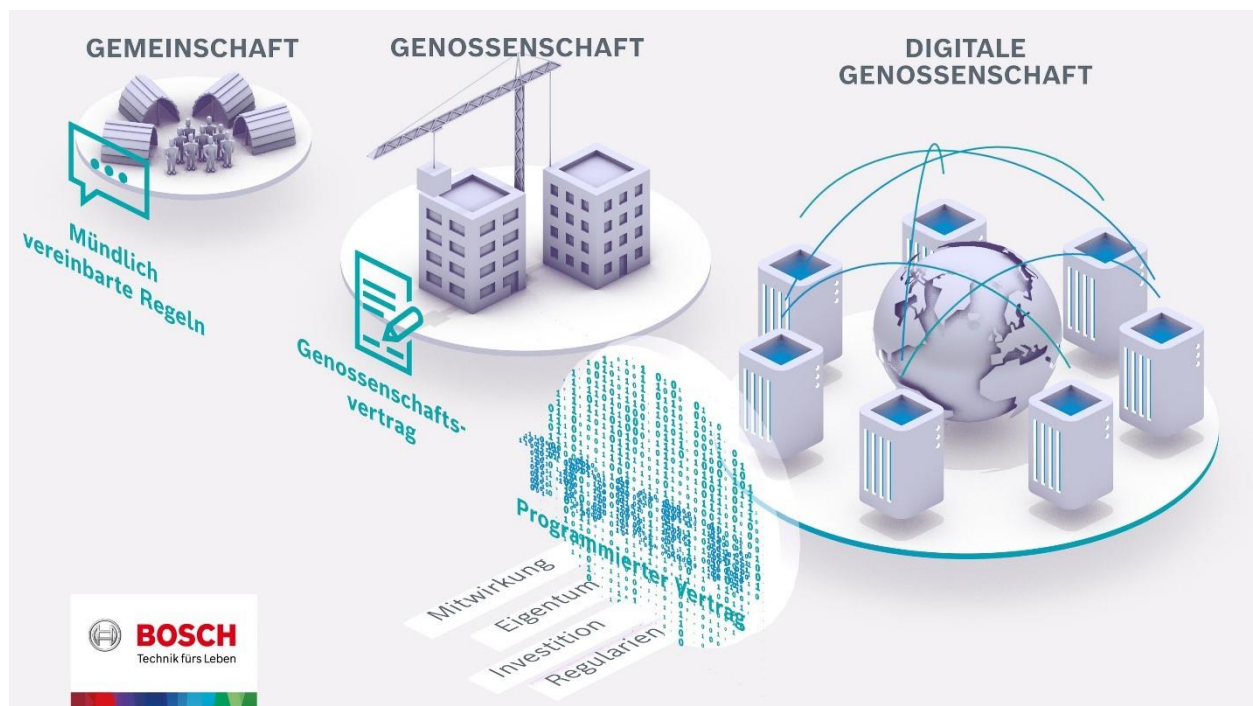 GEMEINSCHAFT
Mündlich
vereinbarte Regeln
GENOSSENSCHAFT
Genossenschafts-
vertrag
DIGITALE
GENOSSENSCHAFT
Programmierter Vertrag
Mitwirkung
Eigentum
Investition
Regularien
BOSCH
Technik fürs Leben